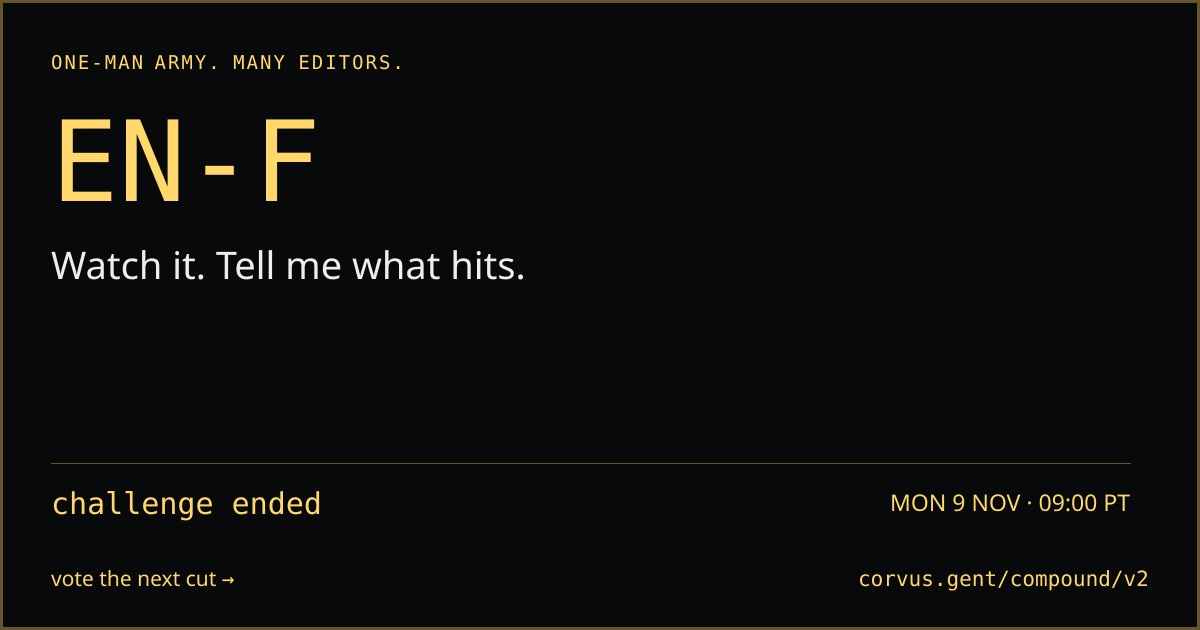 ONE-MAN ARMY. MANY EDITORS.
EN-F
Watch it. Tell me what hits.
challenge ended
MON 9 NOV · 09:00 PT
vote the next cut →
corvus.gent/compound/v2